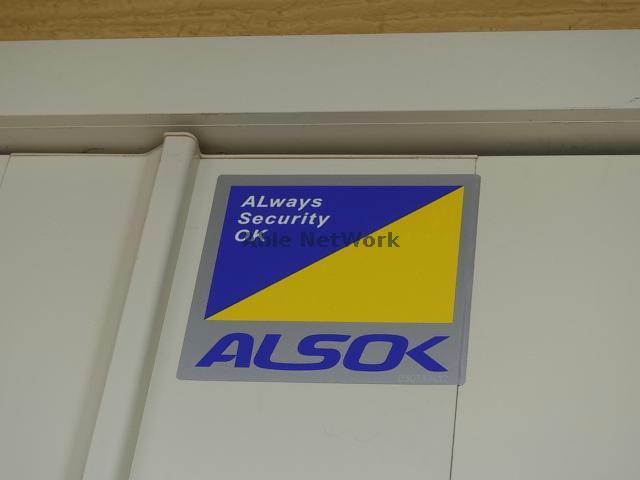 ALways
Security
OK
Able NetWork
ALSOK